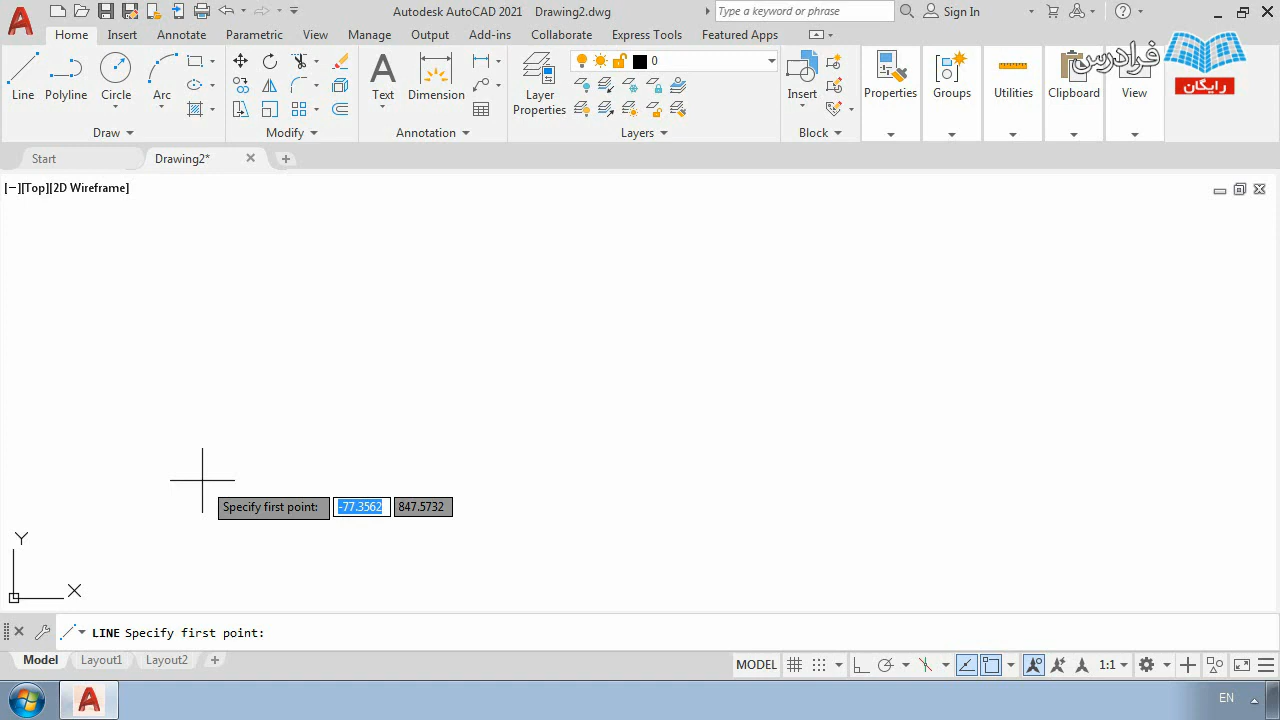 Autodesk AutoCAD 2021 Drawing2.dwg
Type a keyword or phrase
Sign In
Home Insert Annotate Parametric View Manage Output Add-ins Collaborate Express Tools Featured Apps
0
فرادرس
رایگان
Line Polyline Circle Arc
Text Dimension
Layer
Properties
Insert
Properties Groups Utilities Clipboard View
Draw Modify Annotation Layers Block
Start Drawing2*
[−][Top][2D Wireframe]
Specify first point: -77.3562 847.5732
Y
X
LINE Specify first point:
Model Layout1 Layout2
MODEL 1:1
EN